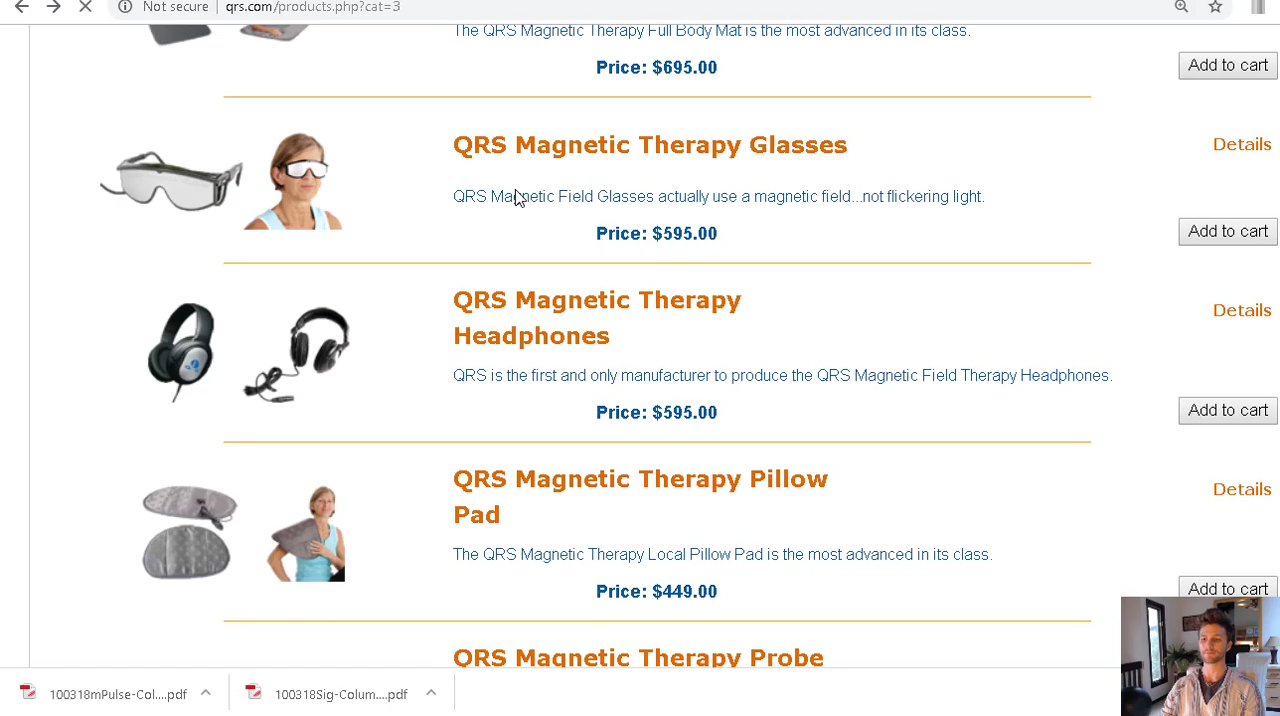 Not secure | qrs.com/products.php?cat=3
The QRS Magnetic Therapy Full Body Mat is the most advanced in its class.
Price: $695.00
Add to cart
QRS Magnetic Therapy Glasses
Details
QRS Magnetic Field Glasses actually use a magnetic field...not flickering light.
Price: $595.00
Add to cart
QRS Magnetic Therapy
Headphones
Details
QRS is the first and only manufacturer to produce the QRS Magnetic Field Therapy Headphones.
Price: $595.00
Add to cart
QRS Magnetic Therapy Pillow
Pad
Details
The QRS Magnetic Therapy Local Pillow Pad is the most advanced in its class.
Price: $449.00
Add to cart
QRS Magnetic Therapy Probe
100318mPulse-Col....pdf
100318Sig-Colum....pdf